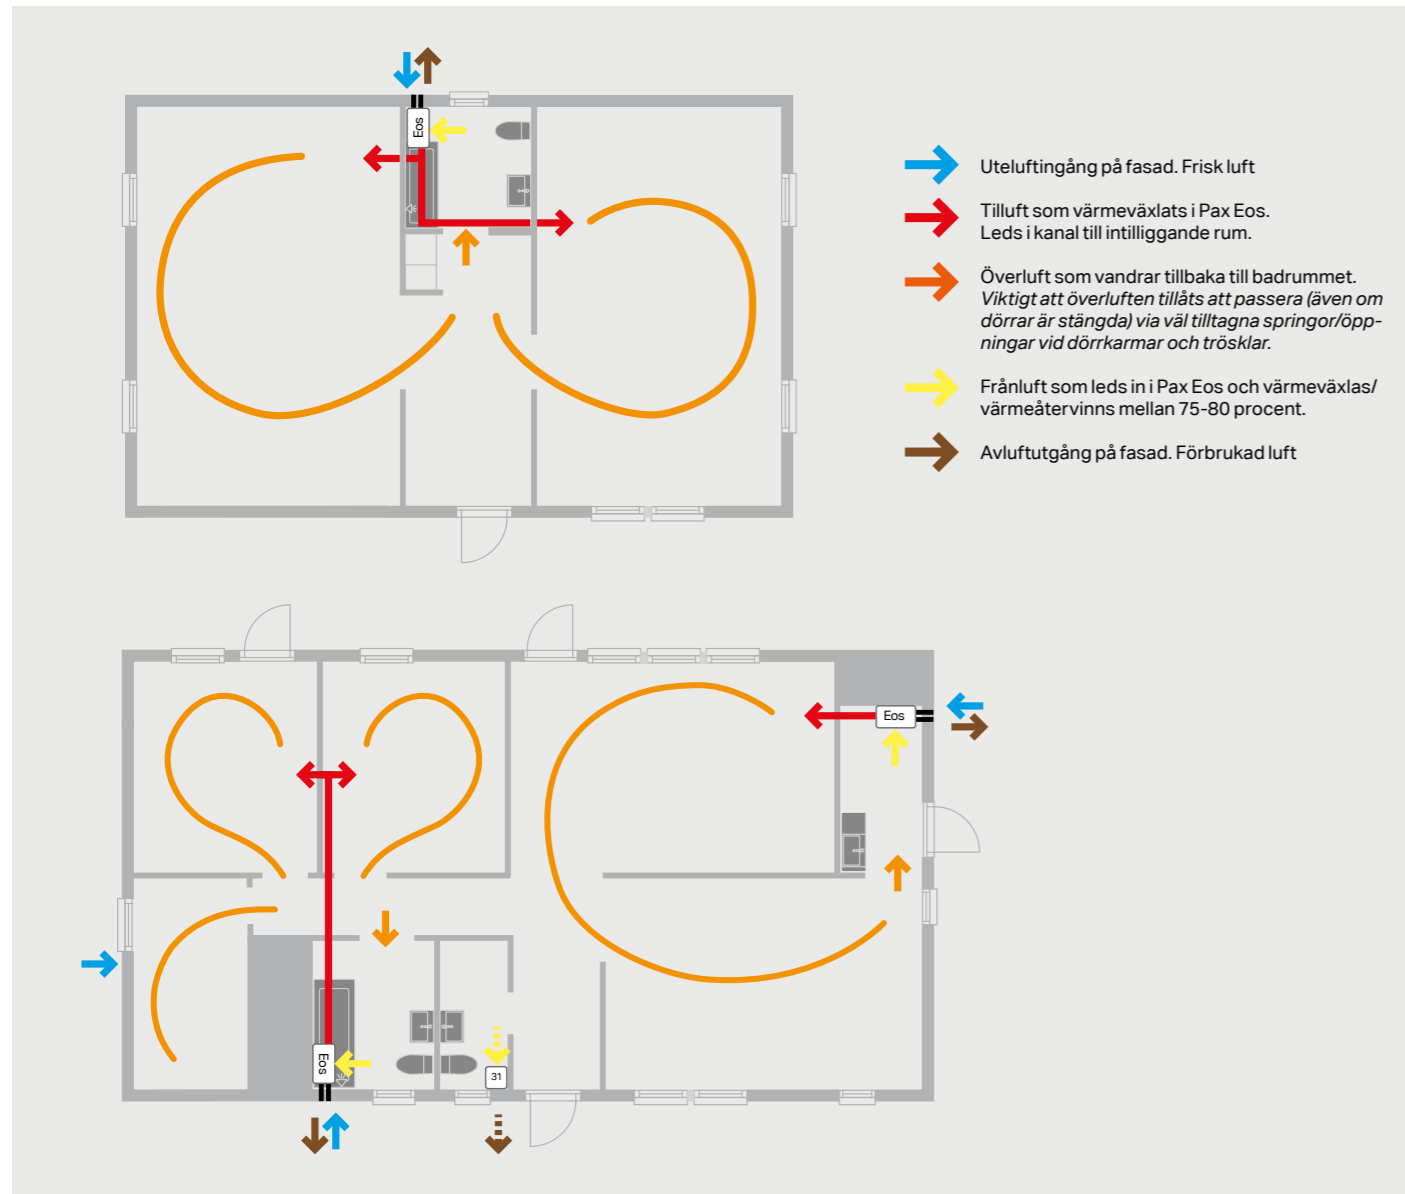 Eos
Uteluftingång på fasad. Frisk luft
Tilluft som värmeväxlats i Pax Eos.
Leds i kanal till intilliggande rum.
Överluft som vandrar tillbaka till badrummet.
Viktigt att överluften tillåts att passera (även om
dörrar är stängda) via väl tilltagna springor/öpp-
ningar vid dörrkarmar och trösklar.
Frånluft som leds in i Pax Eos och värmeväxlas/
värmeåtervinns mellan 75-80 procent.
Avluftutgång på fasad. Förbrukad luft
Eos
Eos
31